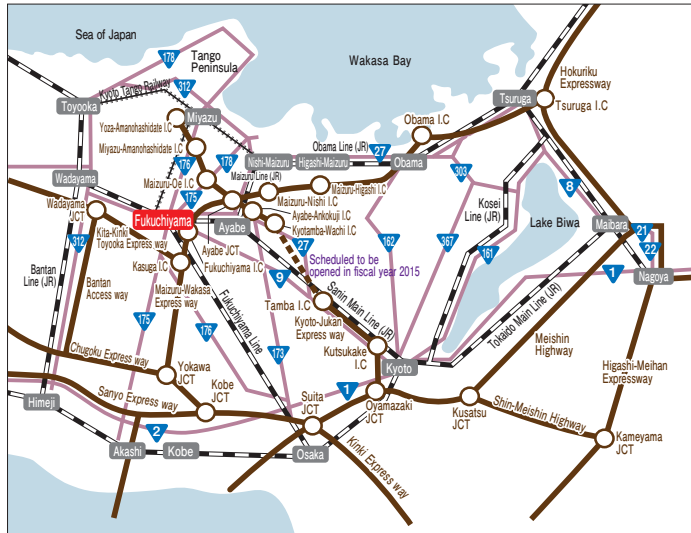 Sea of Japan
Wakasa Bay
Tango
Peninsula
178
312
Kyoto Tango Railway
Toyooka
Miyazu
Hokuriku
Expressway
Tsuruga
Tsuruga I.C
Yoza-Amanohashidate I.C
Miyazu-Amanohashidate I.C
Obama I.C
Obama Line (JR)
27
176
178
Nishi-Maizuru
Higashi-Maizuru
Obama
303
8
Maizuru Line (JR)
Maizuru-Oe I.C
175
Maizuru-Higashi I.C
Maizuru-Nishi I.C
Kosei
Line (JR)
Lake Biwa
Wadayama
Wadayama
JCT
Fukuchiyama
Ayabe
Ayabe-Ankokuji I.C
Kyotamba-Wachi I.C
Maibara
21
22
Kita-Kinki
Toyooka Express way
312
27
162
367
161
Ayabe JCT
Fukuchiyama I.C
Scheduled to be
opened in fiscal year 2015
Kasuga I.C
9
1
Nagoya
Bantan
Line (JR)
Bantan
Access way
Maizuru-Wakasa
Express way
Tamba I.C
Sanin Main Line (JR)
175
176
Fukuchiyama Line
Kyoto-Jukan
Express way
Tokaido Main Line (JR)
173
Kutsukake
I.C
Meishin
Highway
Higashi-Meihan
Expressway
Chugoku Express way
Yokawa
JCT
Kyoto
Sanyo Express way
Kobe
JCT
1
Himeji
Suita
JCT
Oyamazaki
JCT
Kusatsu
JCT
Shin-Meishin Highway
2
Kameyama
JCT
Akashi
Kobe
Osaka
Kinki Express way